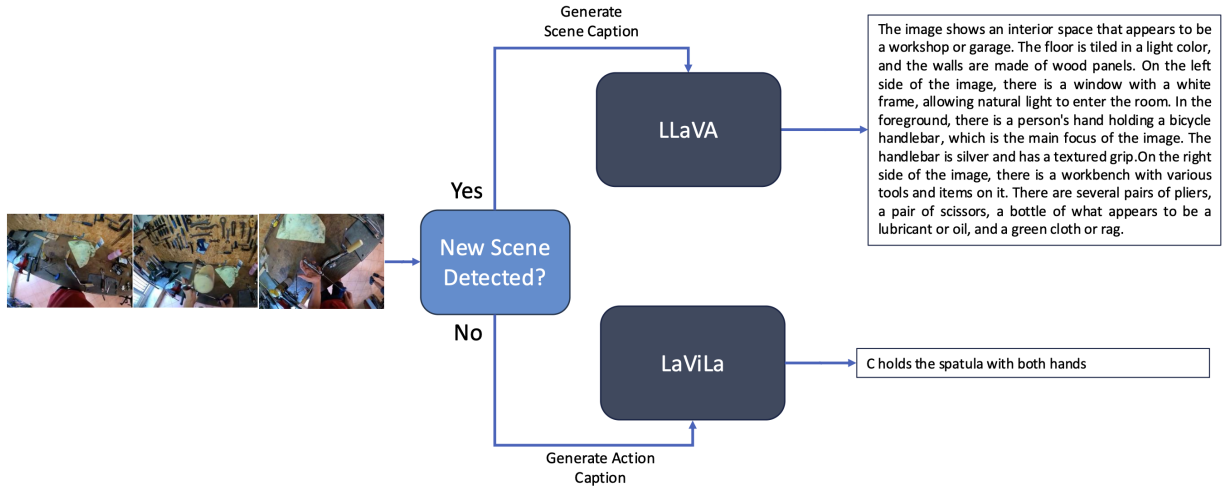 Generate
Scene Caption
LLaVA
The image shows an interior space that appears to be
a workshop or garage. The floor is tiled in a light color,
and the walls are made of wood panels. On the left
side of the image, there is a window with a white
frame, allowing natural light to enter the room. In the
foreground, there is a person's hand holding a bicycle
handlebar, which is the main focus of the image. The
handlebar is silver and has a textured grip.On the right
side of the image, there is a workbench with various
tools and items on it. There are several pairs of pliers,
a pair of scissors, a bottle of what appears to be a
lubricant or oil, and a green cloth or rag.
Yes
New Scene
Detected?
No
LaViLa
C holds the spatula with both hands
Generate Action
Caption